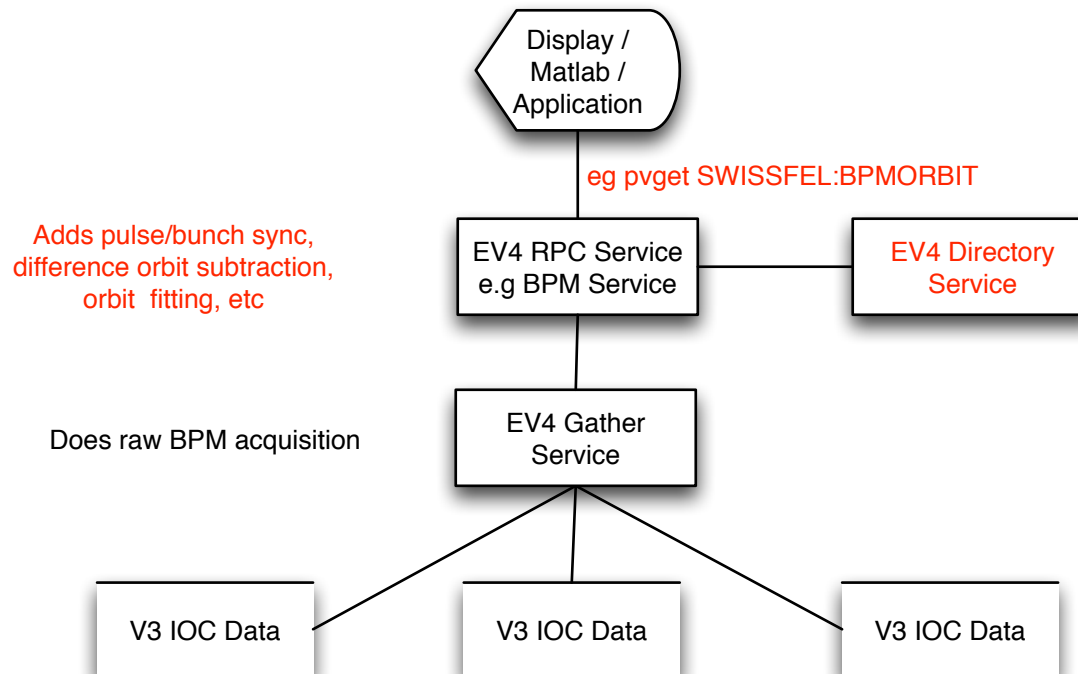 Display /
Matlab /
Application
eg pvget SWISSFEL:BPMORBIT
Adds pulse/bunch sync,
difference orbit subtraction,
orbit fitting, etc
EV4 RPC Service
e.g BPM Service
EV4 Directory
Service
Does raw BPM acquisition
EV4 Gather
Service
V3 IOC Data
V3 IOC Data
V3 IOC Data